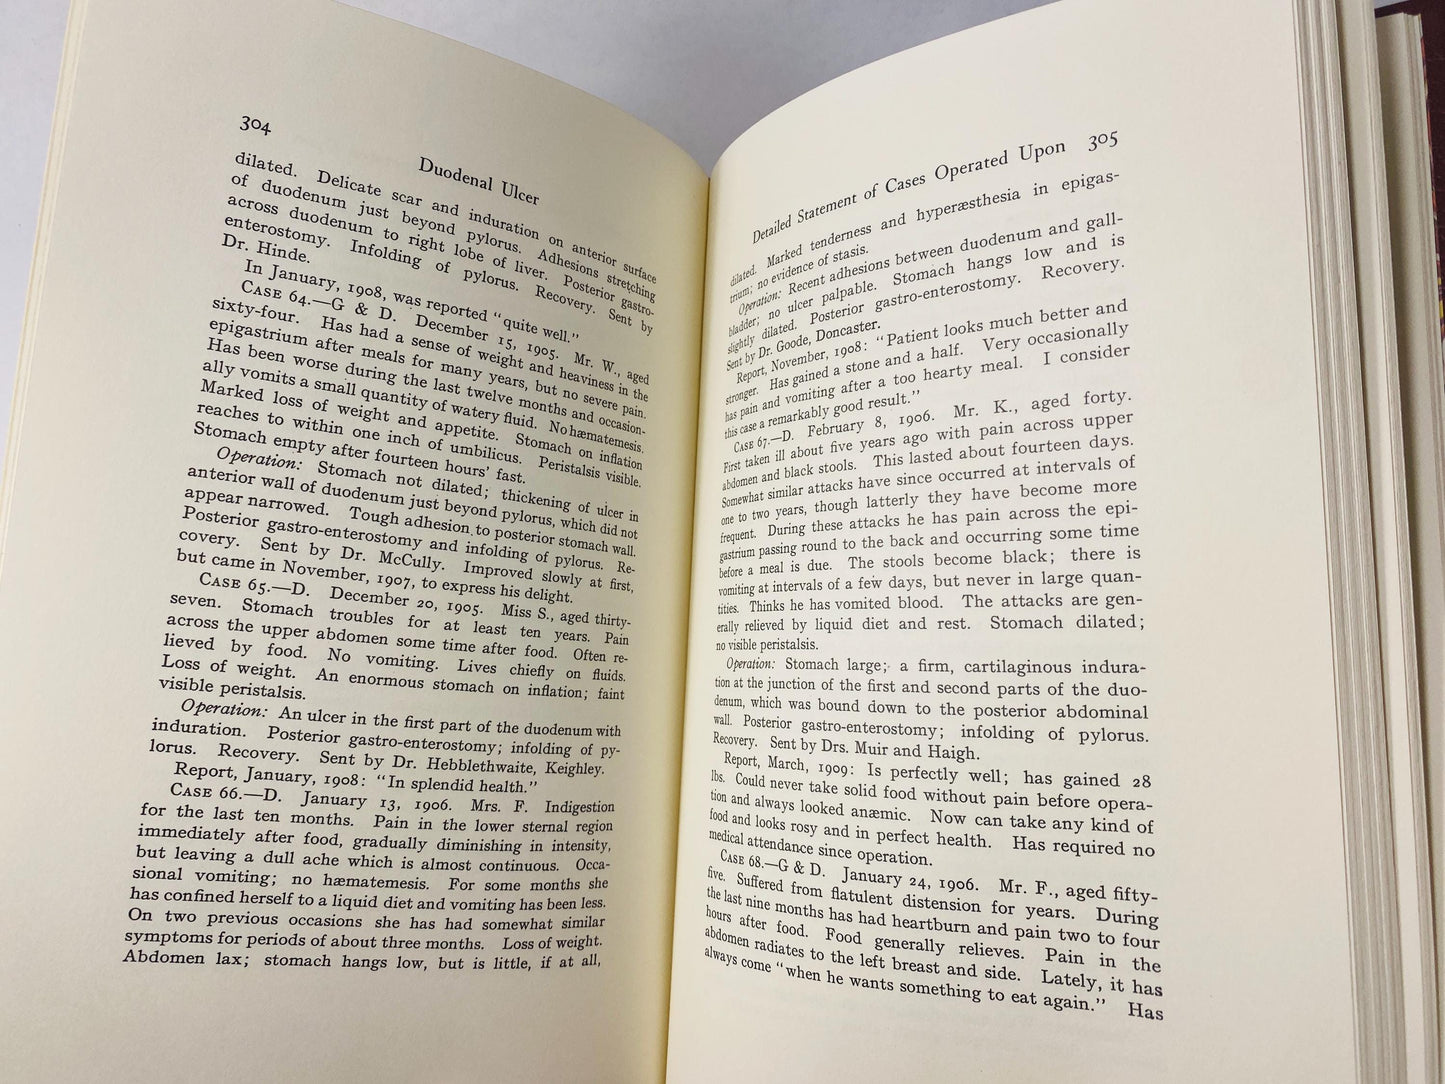 304
Duodenal Ulcer
dilated. Delicate scar and induration on anterior surface
of duodenum just beyond pylorus. Adhesions stretching
across duodenum to right lobe of liver. Posterior gastro-
enterostomy. Infolding of pylorus. Recovery. Sent by
Dr. Hinde.
In January, 1908, was reported "quite well."
CASE 64.—G & D. December 15, 1905. Mr. W., aged
sixty-four. Has had a sense of weight and heaviness in the
epigastrium after meals for many years, but no severe pain.
Has been worse during the last twelve months and occasion-
ally vomits a small quantity of watery fluid. No hæmatemesis.
Marked loss of weight and appetite. Stomach on inflation
reaches to within one inch of umbilicus. Peristalsis visible.
Stomach empty after fourteen hours' fast.
Operation: Stomach not dilated; thickening of ulcer in
anterior wall of duodenum just beyond pylorus, which did not
appear narrowed. Tough adhesion to posterior stomach wall.
Posterior gastro-enterostomy and infolding of pylorus. Re-
covery. Sent by Dr. McCully. Improved slowly at first,
but came in November, 1907, to express his delight.
CASE 65.—D. December 20, 1905. Miss S., aged thirty-
seven. Stomach troubles for at least ten years. Pain
across the upper abdomen some time after food. Often re-
lieved by food. No vomiting. Lives chiefly on fluids.
Loss of weight. An enormous stomach on inflation; faint
visible peristalsis.
Operation: An ulcer in the first part of the duodenum with
induration. Posterior gastro-enterostomy; infolding of py-
lorus. Recovery. Sent by Dr. Hebblethwaite, Keighley.
Report, January, 1908: "In splendid health."
CASE 66.—D. January 13, 1906. Mrs. F. Indigestion
for the last ten months. Pain in the lower sternal region
immediately after food, gradually diminishing in intensity,
but leaving a dull ache which is almost continuous. Occa-
sional vomiting; no hæmatemesis. For some months she
has confined herself to a liquid diet and vomiting has been less.
On two previous occasions she has had somewhat similar
symptoms for periods of about three months. Loss of weight.
Abdomen lax; stomach hangs low, but is little, if at all,
Detailed Statement of Cases Operated Upon 305
dilated. Marked tenderness and hyperæsthesia in epigas-
trium; no evidence of stasis.
Operation: Recent adhesions between duodenum and gall-
bladder; no ulcer palpable. Stomach hangs low and is
slightly dilated. Posterior gastro-enterostomy. Recovery.
Sent by Dr. Goode, Doncaster.
Report, November, 1908: "Patient looks much better and
stronger. Has gained a stone and a half. Very occasionally
has pain and vomiting after a too hearty meal. I consider
this case a remarkably good result."
CASE 67.—D. February 8, 1906. Mr. K., aged forty.
First taken ill about five years ago with pain across upper
abdomen and black stools. This lasted about fourteen days.
Somewhat similar attacks have since occurred at intervals of
one to two years, though latterly they have become more
frequent. During these attacks he has pain across the epi-
gastrium passing round to the back and occurring some time
before a meal is due. The stools become black; there is
vomiting at intervals of a few days, but never in large quan-
tities. Thinks he has vomited blood. The attacks are gen-
erally relieved by liquid diet and rest. Stomach dilated;
no visible peristalsis.
Operation: Stomach large; a firm, cartilaginous indura-
tion at the junction of the first and second parts of the duo-
denum, which was bound down to the posterior abdominal
wall. Posterior gastro-enterostomy; infolding of pylorus.
Recovery. Sent by Drs. Muir and Haigh.
Report, March, 1909: Is perfectly well; has gained 28
lbs. Could never take solid food without pain before opera-
tion and always looked anæmic. Now can take any kind of
food and looks rosy and in perfect health. Has required no
medical attendance since operation.
CASE 68.—G & D. January 24, 1906. Mr. F., aged fifty-
five. Suffered from flatulent distension for years. During
the last nine months has had heartburn and pain two to four
hours after food. Food generally relieves. Pain in the
abdomen radiates to the left breast and side. Lately, it has
always come "when he wants something to eat again." Has